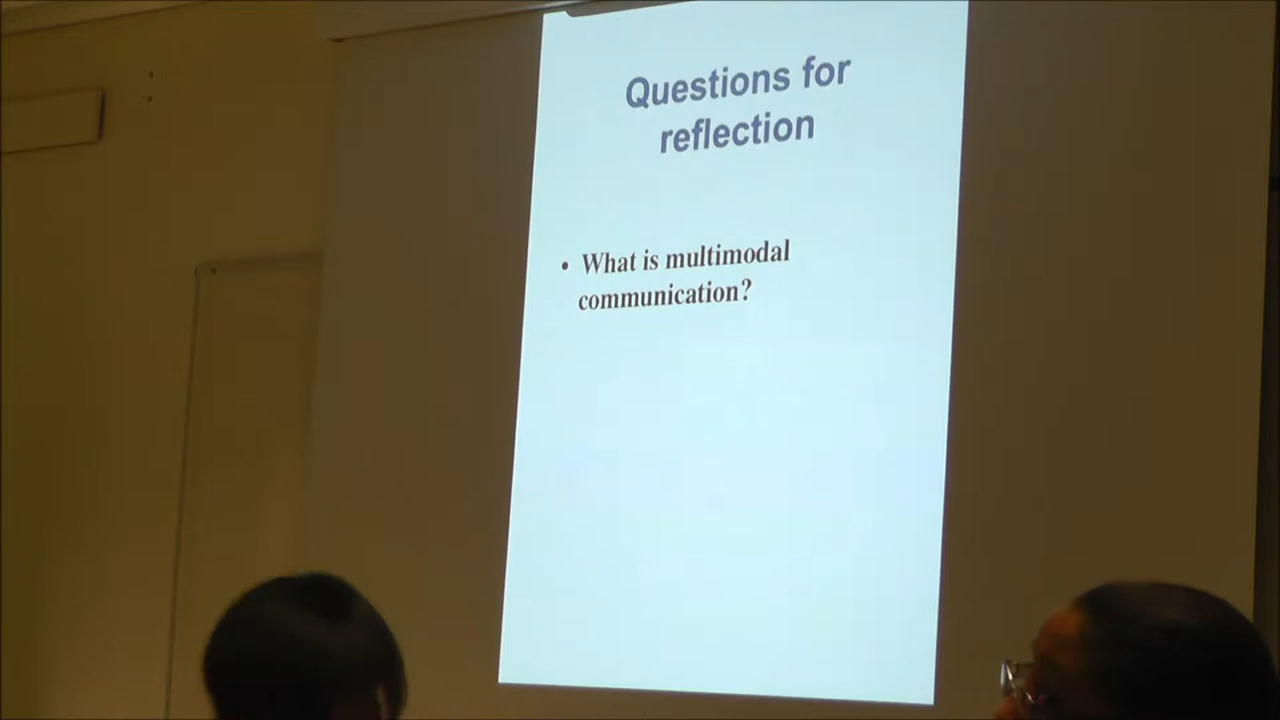 Questions for
reflection
• What is multimodal
communication?